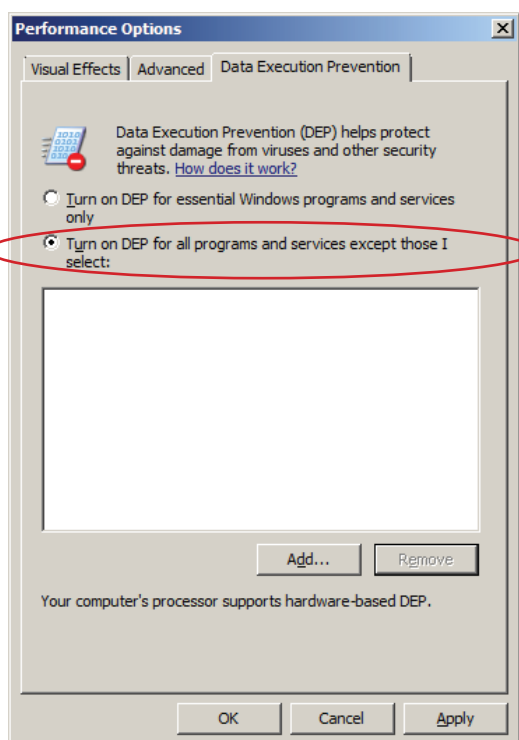 Performance Options
Visual Effects Advanced Data Execution Prevention
Data Execution Prevention (DEP) helps protect
against damage from viruses and other security
threats. How does it work?
Turn on DEP for essential Windows programs and services
only
Turn on DEP for all programs and services except those I
select:
Add... Remove
Your computer's processor supports hardware-based DEP.
OK Cancel Apply